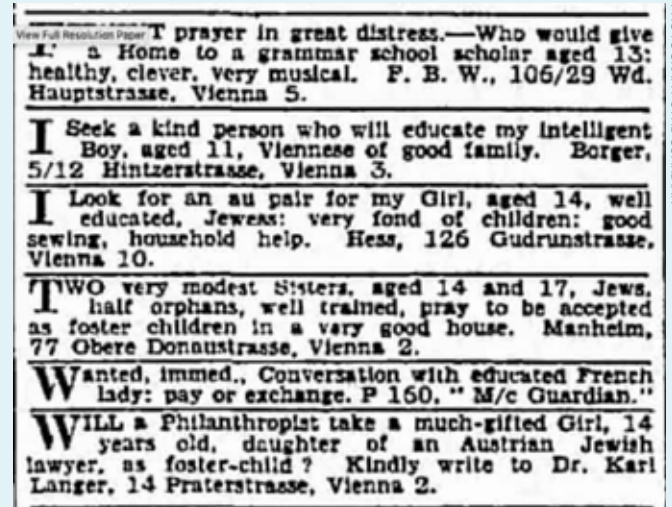 View Full Resolution Paper T prayer in great distress.—Who would give
a Home to a grammar school scholar aged 13:
healthy, clever, very musical. P. B. W., 106/29 Wd.
Hauptstrasse, Vienna 5.
I Seek a kind person who will educate my intelligent
Boy, aged 11, Viennese of good family. Borger,
5/12 Hintzerstrasse, Vienna 3.
I Look for an au pair for my Girl, aged 14, well
educated, Jewess: very fond of children: good
sewing, household help. Hess, 126 Gudrunstrasse,
Vienna 10.
TWO very modest Sisters, aged 14 and 17, Jews,
half orphans, well trained, pray to be accepted
as foster children in a very good house. Manheim,
77 Obere Donaustrasse, Vienna 2.
Wanted, immed., Conversation with educated French
lady: pay or exchange. P 160, "M/c Guardian."
WILL a Philanthropist take a much-gifted Girl, 14
years old, daughter of an Austrian Jewish
lawyer, as foster-child? Kindly write to Dr. Karl
Langer, 14 Praterstrasse, Vienna 2.